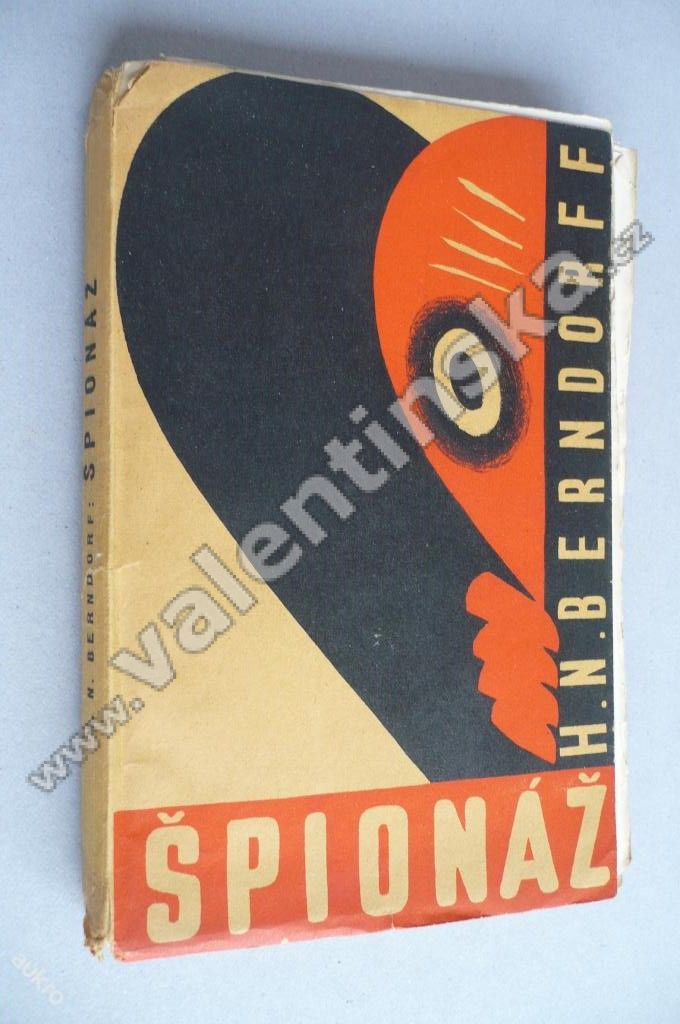 H.N.BERNDORFF
ŠPIONÁŽ
N. BERNDORF: ŠPIONÁŽ
www.valentinska.cz
aukro